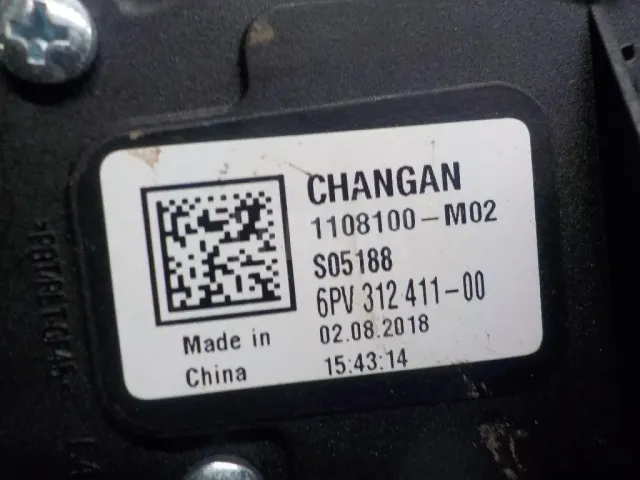 CHANGAN
1108100-M02
S05188
6PV 312 411-00
02.08.2018
15:43:14
Made in
China